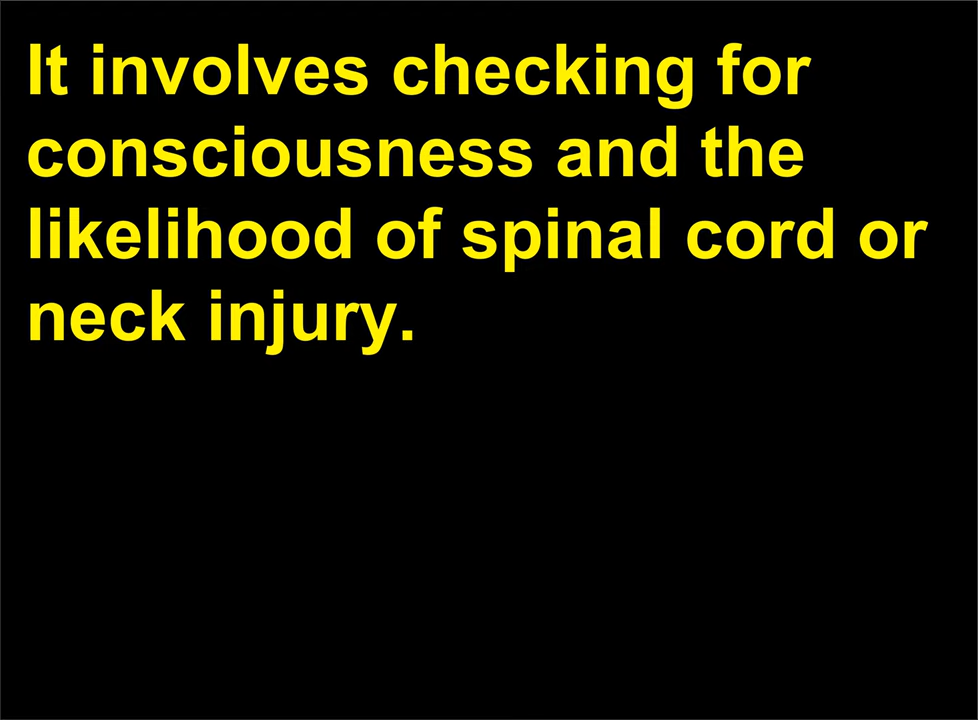 It involves checking for
consciousness and the
likelihood of spinal cord or
neck injury.